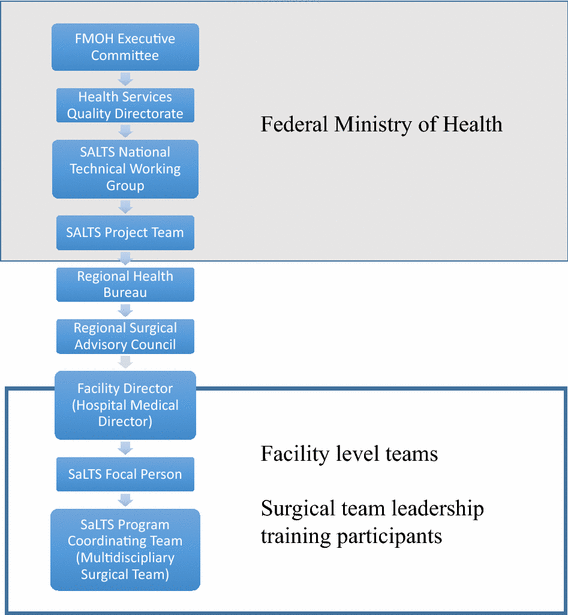 FMOH Executive
Committee
Health Services
Quality Directorate
SALTS National
Technical Working
Group
Federal Ministry of Health
SALTS Project Team
Regional Health
Bureau
Regional Surgical
Advisory Council
Facility Director
(Hospital Medical
Director)
SaLTS Focal Person
SaLTS Program
Coordinating Team
(Multidiscipliary
Surgical Team)
Facility level teams
Surgical team leadership
training participants